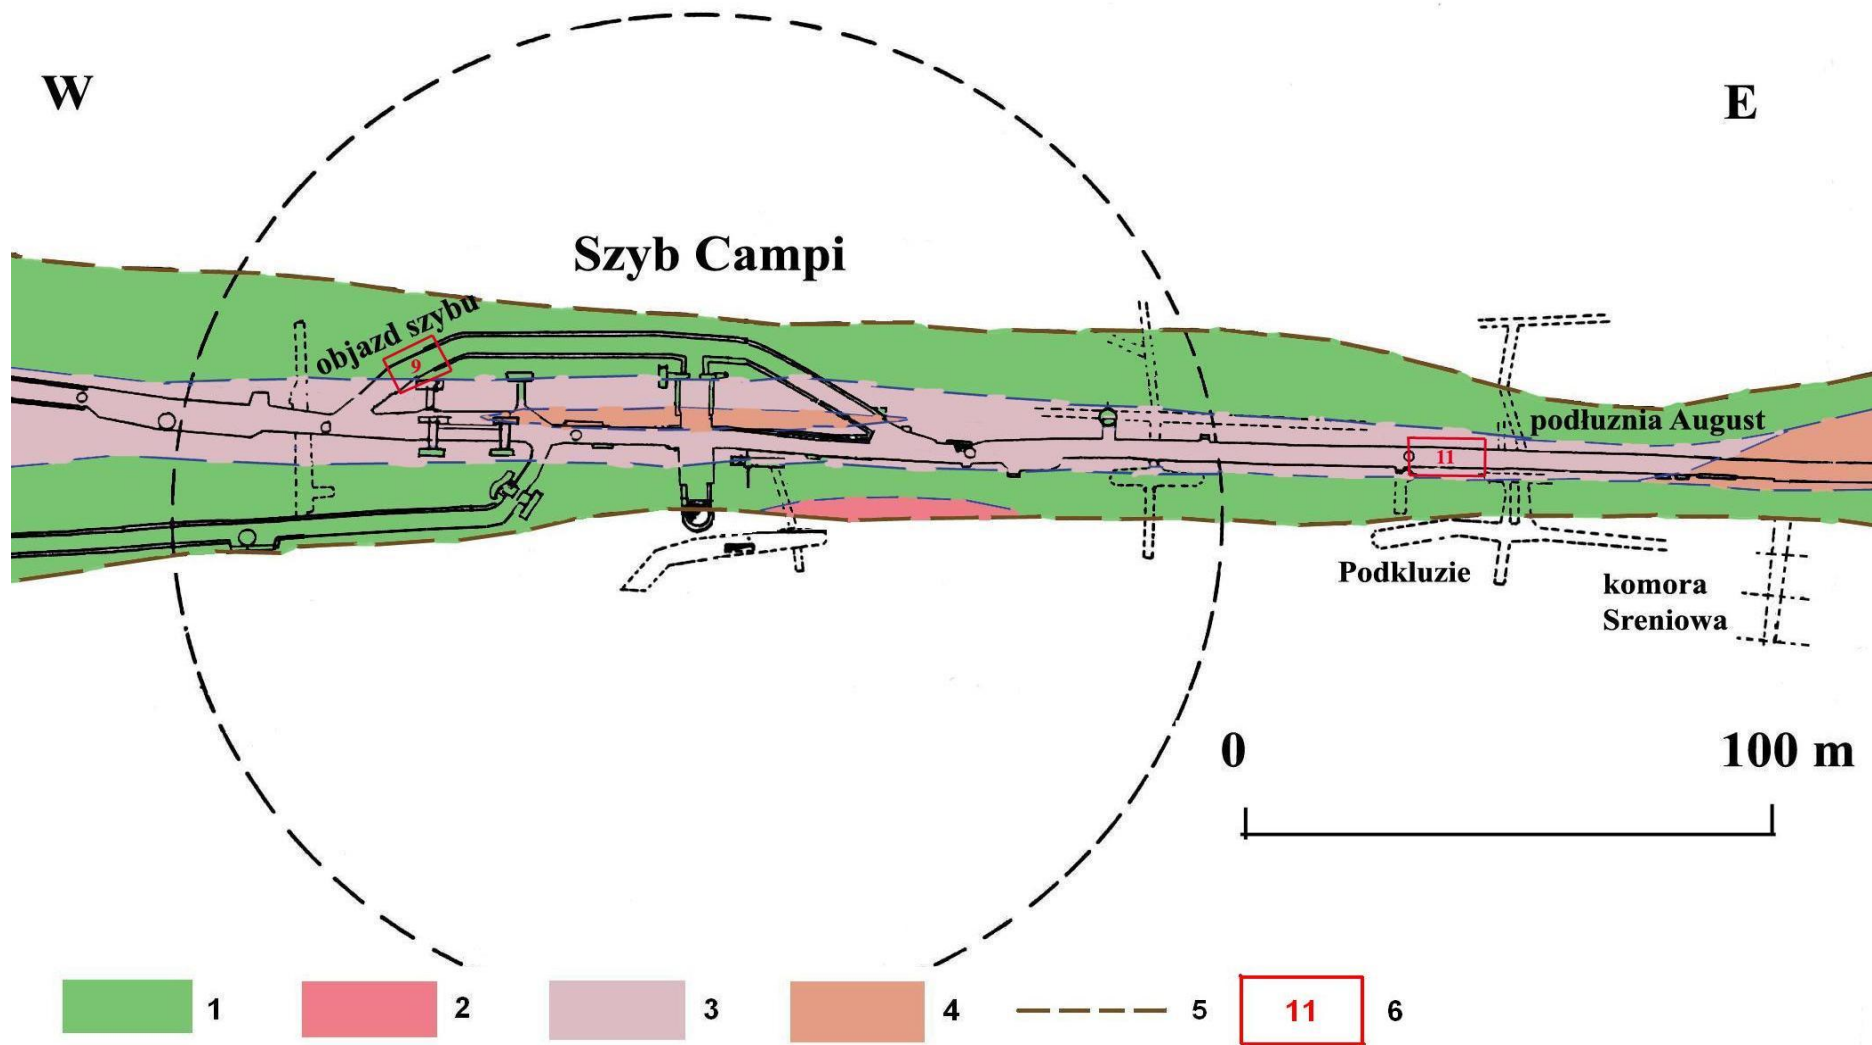 W
E
Szyb Campi
objazd szybu
9
podłuznia August
11
Podkluzie
komora
Sreniowa
0
100 m
1
2
3
4
5
11
6